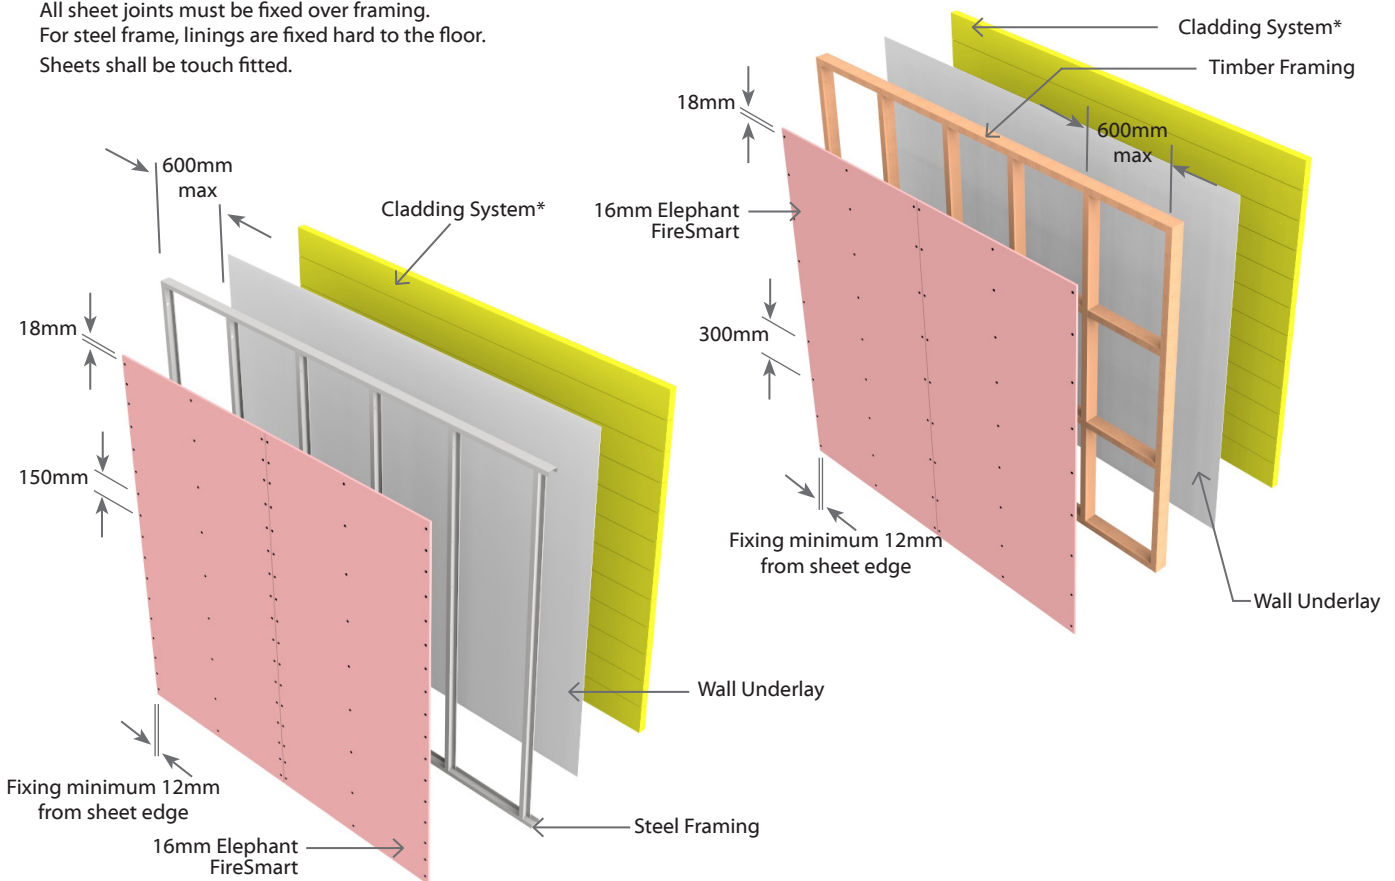 All sheet joints must be fixed over framing.
For steel frame, linings are fixed hard to the floor.
Sheets shall be touch fitted.
Cladding System*
Timber Framing
18mm
600mm
max
16mm Elephant
FireSmart
300mm
Fixing minimum 12mm
from sheet edge
Wall Underlay
600mm
max
Cladding System*
18mm
150mm
Wall Underlay
Fixing minimum 12mm
from sheet edge
Steel Framing
16mm Elephant
FireSmart